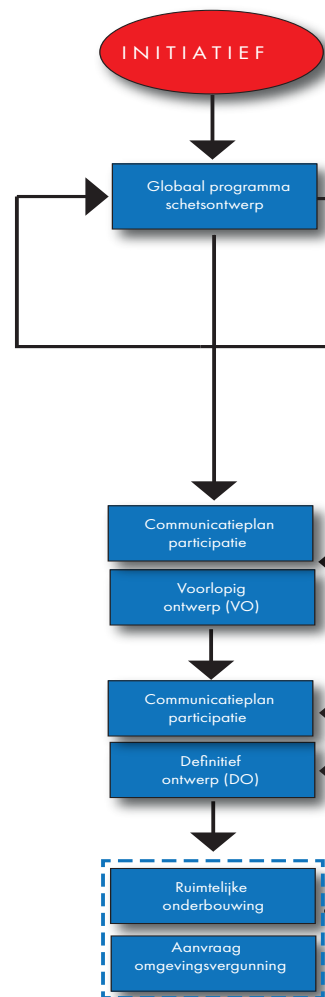 INITIATIEF
Globaal programma
schetsontwerp
Communicatieplan
participatie
Voorlopig
ontwerp (VO)
Communicatieplan
participatie
Definitief
ontwerp (DO)
Ruimtelijke
onderbouwing
Aanvraag
omgevingsvergunning